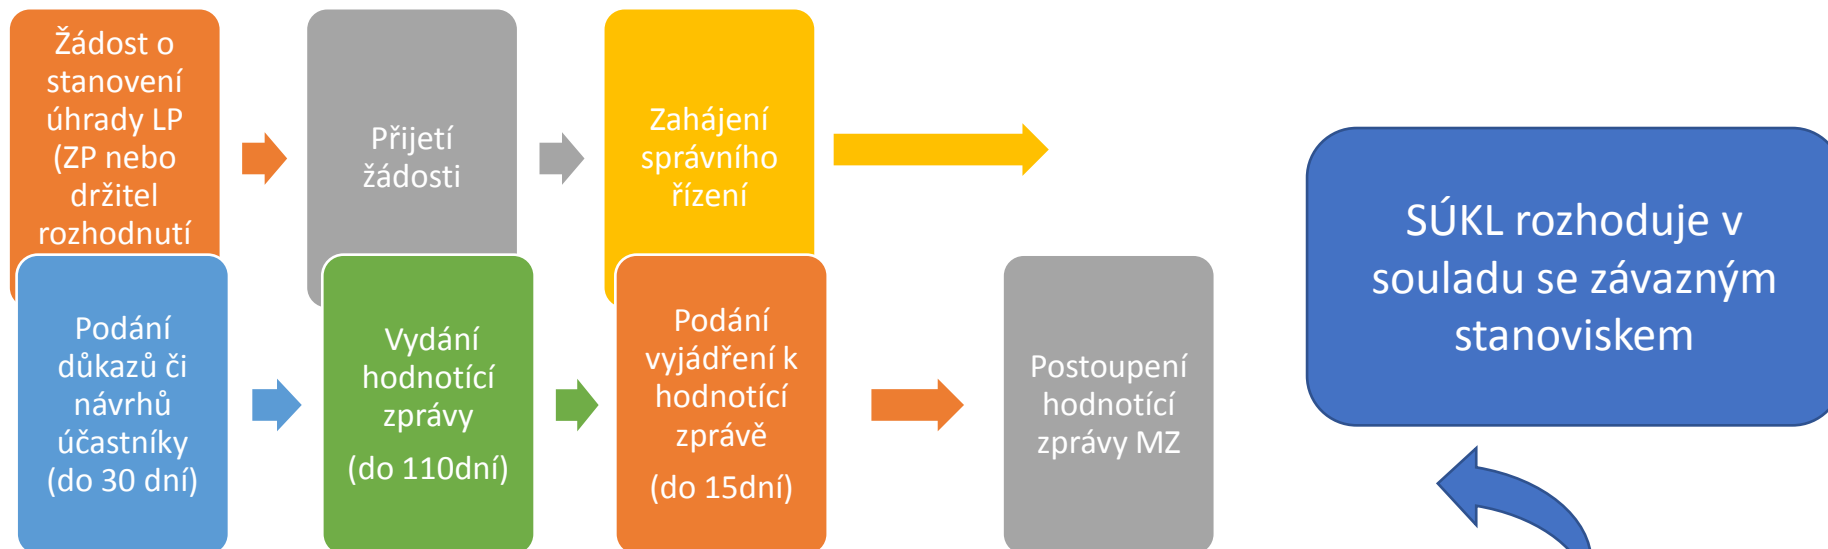 Žádost o
stanovení
úhrady LP
(ZP nebo
držitel
rozhodnutí
Přijetí
žádosti
Zahájení
správního
řízení
Podání
důkazů či
návrhů
účastníky
(do 30 dní)
Vydání
hodnotící
zprávy
(do 110dní)
Podání
vyjádření k
hodnotící
zprávě
(do 15dní)
Postoupení
hodnotící
zprávy MZ
SÚKL rozhoduje v
souladu se závazným
stanoviskem